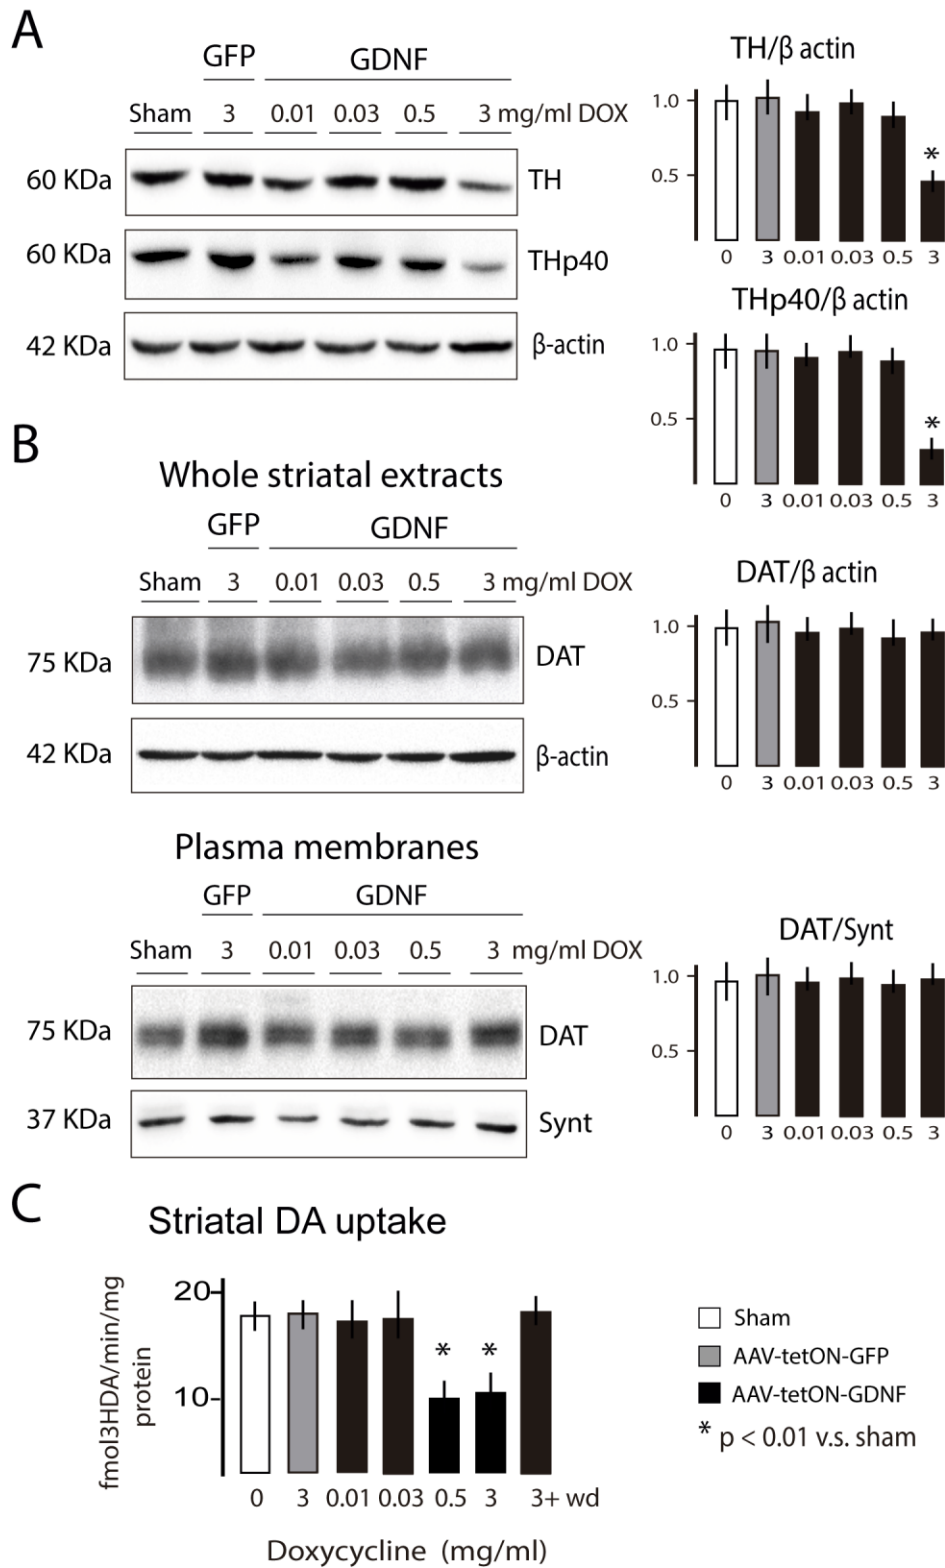 A
GFP GDNF
Sham 3 0.01 0.03 0.5 3 mg/ml DOX
60 KDa TH
60 KDa THp40
42 KDa β-actin
TH/β actin
1.0
*
0.5
0 3 0.01 0.03 0.5 3
THp40/β actin
1.0
0.5
*
0 3 0.01 0.03 0.5 3
B
Whole striatal extracts
GFP GDNF
Sham 3 0.01 0.03 0.5 3 mg/ml DOX
75 KDa DAT
42 KDa β-actin
DAT/β actin
1.0
0.5
0 3 0.01 0.03 0.5 3
Plasma membranes
GFP GDNF
Sham 3 0.01 0.03 0.5 3 mg/ml DOX
75 KDa DAT
37 KDa Synt
DAT/Synt
1.0
0.5
0 3 0.01 0.03 0.5 3
C
Striatal DA uptake
fmol3HDA/min/mg
protein
20
* *
10
0 3 0.01 0.03 0.5 3 3+ wd
Doxycycline (mg/ml)
Sham
AAV-tetON-GFP
AAV-tetON-GDNF
* p < 0.01 v.s. sham